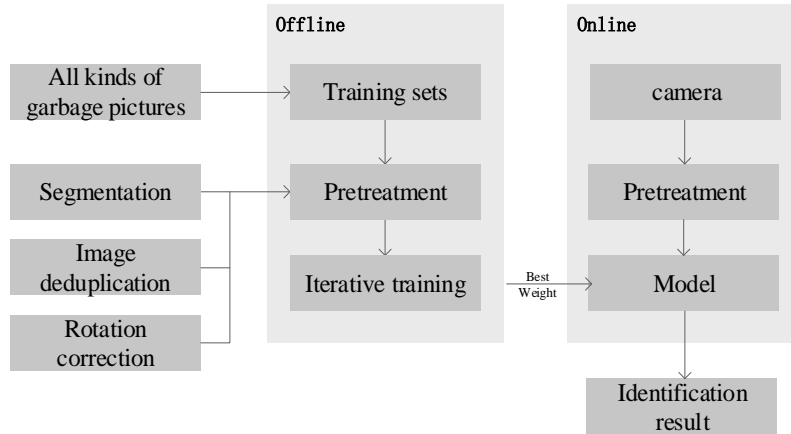 Offline
Online
All kinds of
garbage pictures
Training sets
camera
Segmentation
Pretreatment
Pretreatment
Image
deduplication
Iterative training
Best
Weight
Model
Rotation
correction
Identification
result